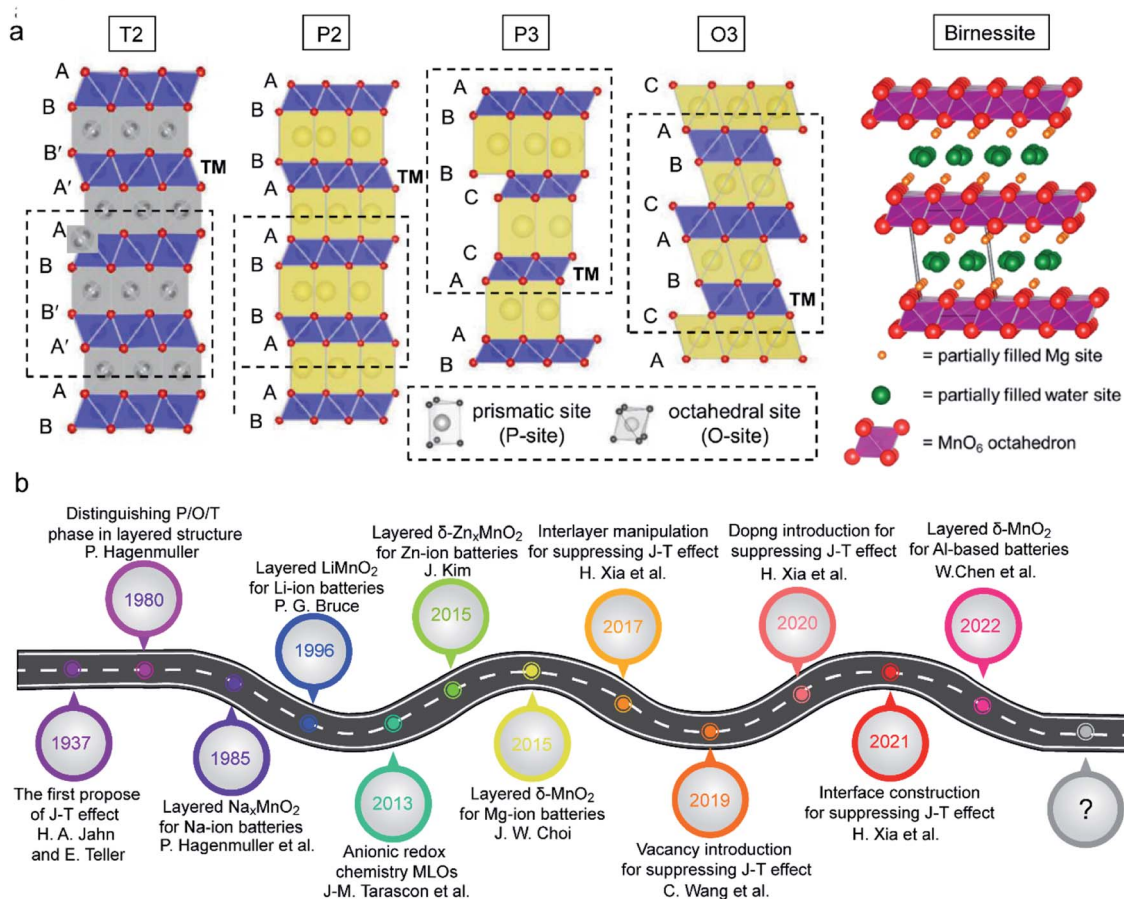 a
T2
P2
P3
O3
Birnessite
A
B
B′
A′
A
B
B′
A′
A
B
TM
A
B
B
A
A
B
B
A
A
B
TM
A
B
B
C
C
A
A
B
TM
C
A
B
C
A
B
C
A
TM
prismatic site
(P-site)
octahedral site
(O-site)
= partially filled Mg site
= partially filled water site
= MnO₆ octahedron
b
Distinguishing P/O/T
phase in layered structure
P. Hagenmuller
1980
Layered LiMnO₂
for Li-ion batteries
P. G. Bruce
1996
Layered δ-ZnₓMnO₂
for Zn-ion batteries
J. Kim
2015
Interlayer manipulation
for suppressing J-T effect
H. Xia et al.
2017
Dopng introduction for
suppressing J-T effect
H. Xia et al.
2020
Layered δ-MnO₂
for Al-based batteries
W.Chen et al.
2022
1937
The first propose
of J-T effect
H. A. Jahn
and E. Teller
1985
Layered NaₓMnO₂
for Na-ion batteries
P. Hagenmuller et al.
2013
Anionic redox
chemistry MLOs
J-M. Tarascon et al.
2015
Layered δ-MnO₂
for Mg-ion batteries
J. W. Choi
2019
Vacancy introduction
for suppressing J-T effect
C. Wang et al.
2021
Interface construction
for suppressing J-T effect
H. Xia et al.
?